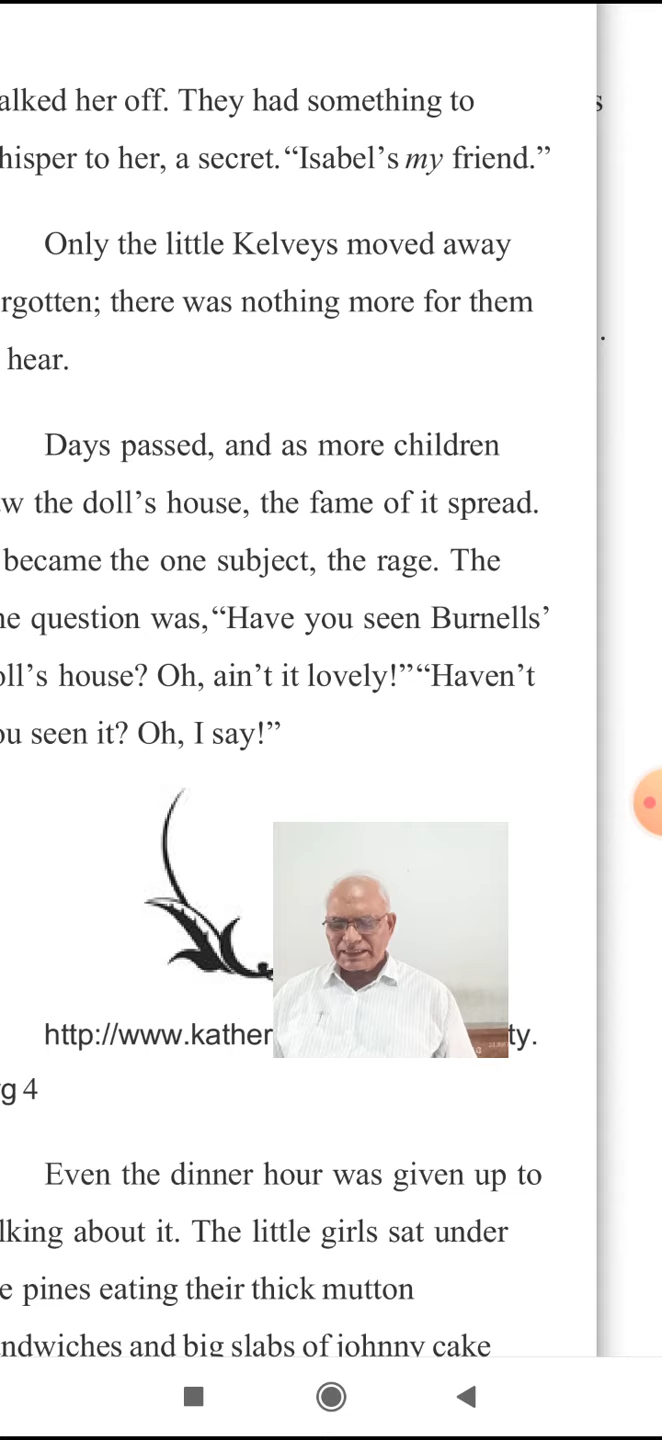 alked her off. They had something to
hisper to her, a secret. “Isabel’s my friend.”
Only the little Kelveys moved away
rgotten; there was nothing more for them
hear.
Days passed, and as more children
w the doll’s house, the fame of it spread.
became the one subject, the rage. The
ne question was, “Have you seen Burnells’
oll’s house? Oh, ain’t it lovely!” “Haven’t
ou seen it? Oh, I say!”
http://www.kather ty.
g 4
Even the dinner hour was given up to
lking about it. The little girls sat under
e pines eating their thick mutton
ndwiches and big slabs of johnny cake